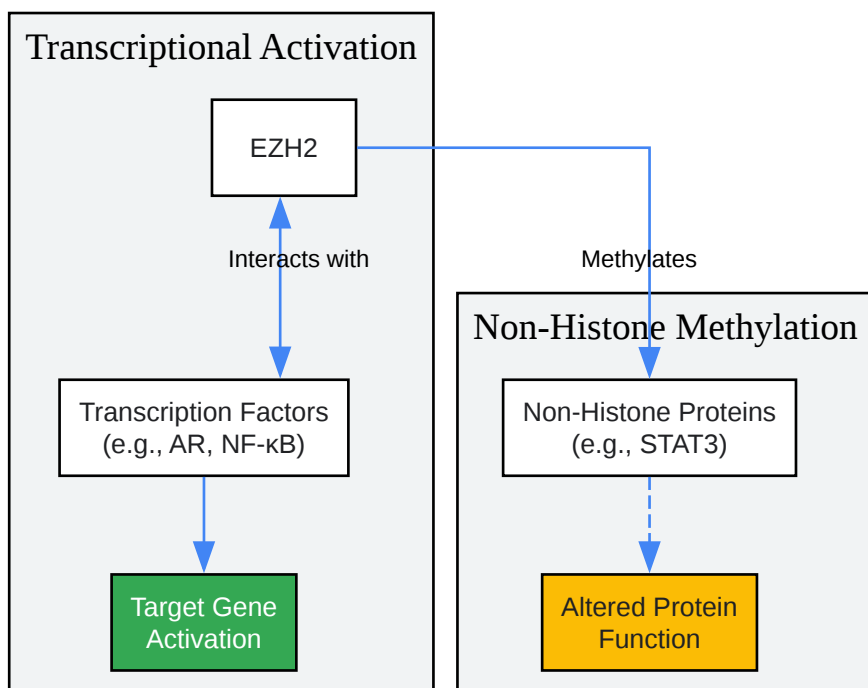 Transcriptional Activation
EZH2
Interacts with
Methylates
Non-Histone Methylation
Transcription Factors
(e.g., AR, NF-κB)
Non-Histone Proteins
(e.g., STAT3)
Target Gene
Activation
Altered Protein
Function